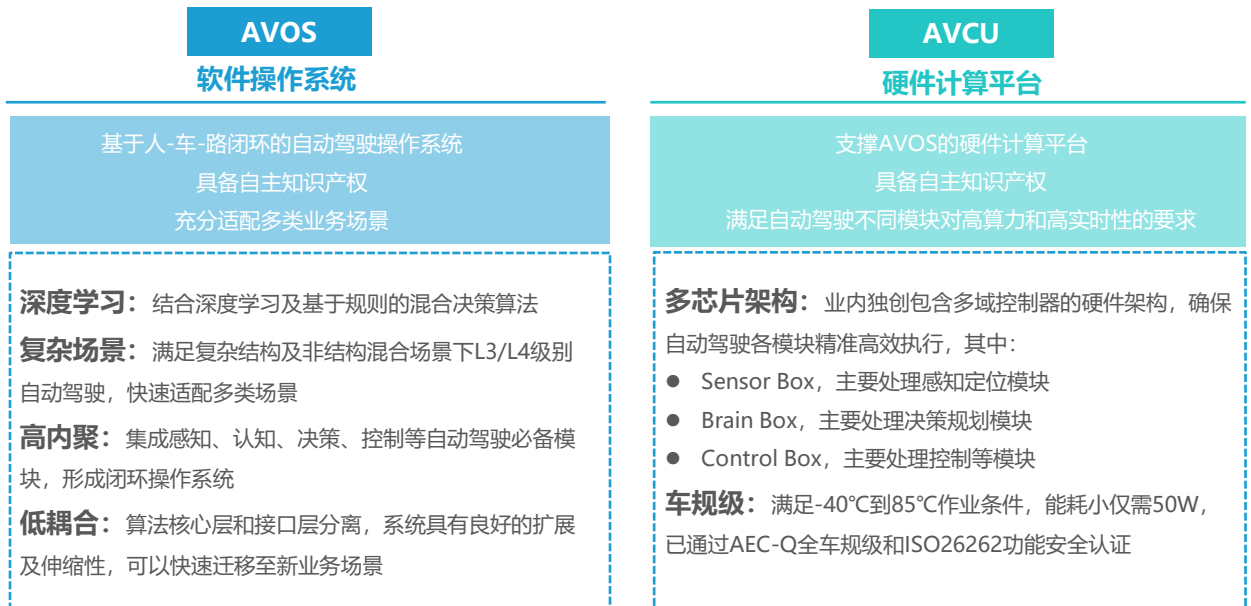 AVOS
软件操作系统
基于人-车-路闭环的自动驾驶操作系统
具备自主知识产权
充分适配多类业务场景
深度学习：结合深度学习及基于规则的混合决策算法
复杂场景：满足复杂结构及非结构混合场景下L3/L4级别
自动驾驶，快速适配多类场景
高内聚：集成感知、认知、决策、控制等自动驾驶必备模
块，形成闭环操作系统
低耦合：算法核心层和接口层分离，系统具有良好的扩展
及伸缩性，可以快速迁移至新业务场景
AVCU
硬件计算平台
支撑AVOS的硬件计算平台
具备自主知识产权
满足自动驾驶不同模块对高算力和高实时性的要求
多芯片架构：业内独创包含多域控制器的硬件架构，确保
自动驾驶各模块精准高效执行，其中：
● Sensor Box，主要处理感知定位模块
● Brain Box，主要处理决策规划模块
● Control Box，主要处理控制等模块
车规级：满足-40℃到85℃作业条件，能耗小仅需50W，
已通过AEC-Q全车规级和ISO26262功能安全认证